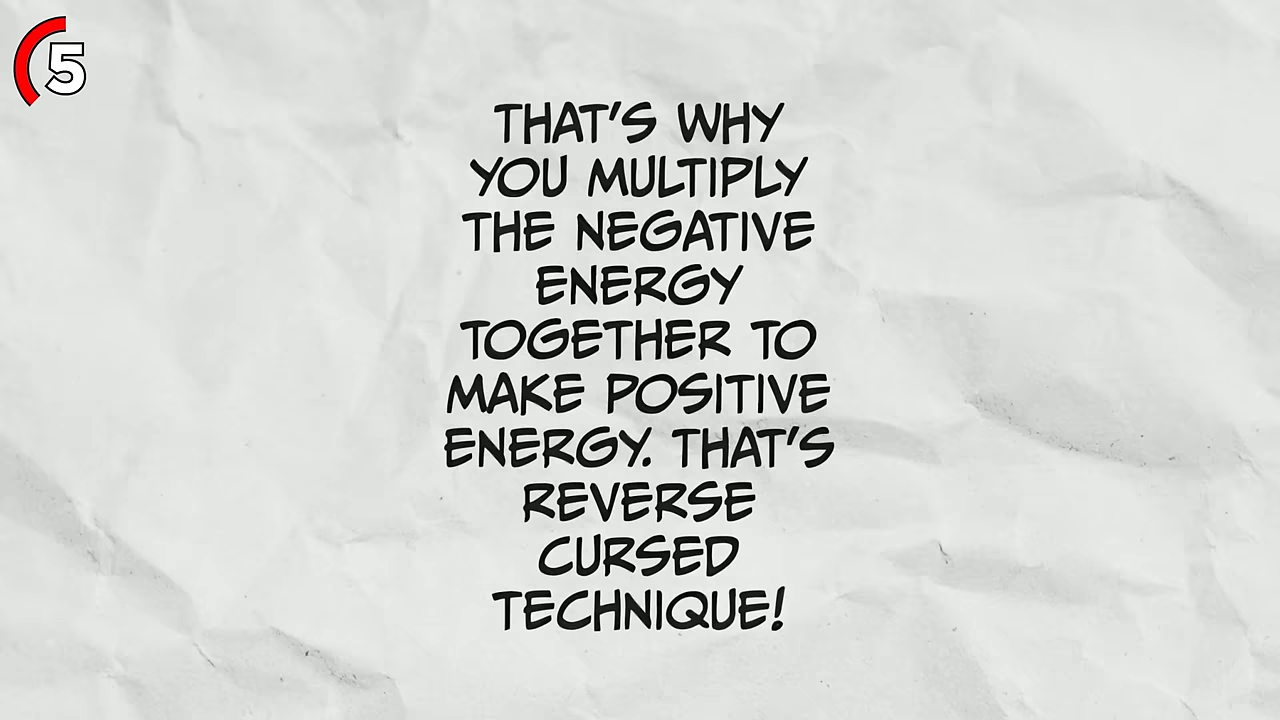 5
THAT'S WHY
YOU MULTIPLY
THE NEGATIVE
ENERGY
TOGETHER TO
MAKE POSITIVE
ENERGY. THAT'S
REVERSE
CURSED
TECHNIQUE!